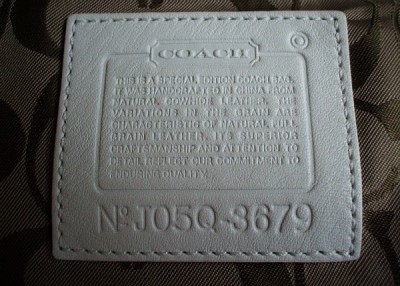 COACH ©
THIS IS A SPECIAL EDITION COACH BAG.
IT WAS HANDCRAFTED IN CHINA FROM
NATURAL COWHIDE LEATHER. THE
VARIATIONS IN THE GRAIN ARE
CHARACTERISTIC OF NATURAL FULL
GRAIN LEATHER. ITS SUPERIOR
CRAFTSMANSHIP AND ATTENTION TO
DETAIL REFLECT OUR COMMITMENT TO
ENDURING QUALITY.
Nº J05Q-3679